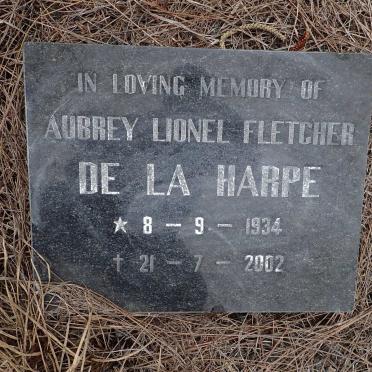 IN LOVING MEMORY OF
AUBREY LIONEL FLETCHER
DE LA HARPE
★ 8 – 9 – 1934
† 21 – 7 – 2002